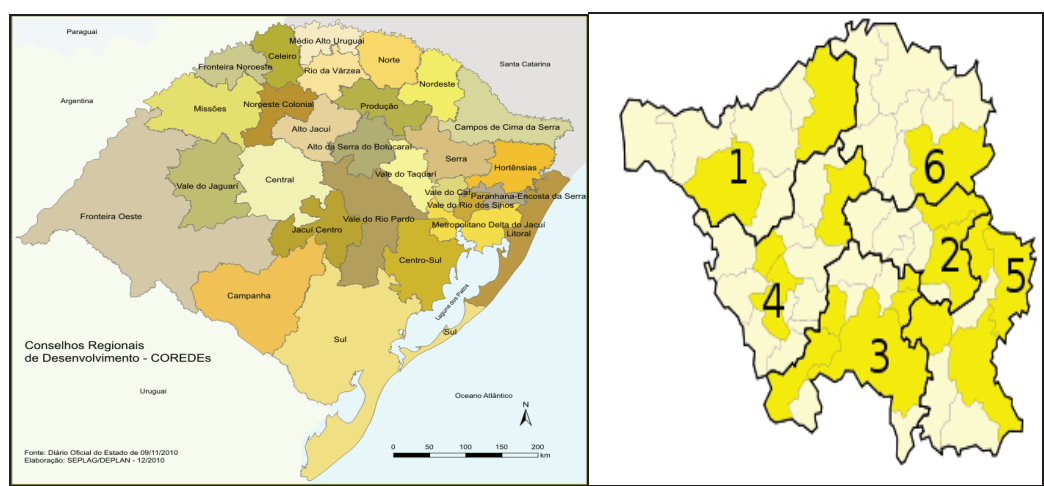 Paraguai
Médio Alto Uruguai
Celeiro
Norte
Santa Catarina
Fronteira Noroeste
Rio da Várzea
Nordeste
Argentina
Missões
Noroeste Colonial
Produção
Alto Jacuí
Campos de Cima da Serra
Alto da Serra do Botucaraí
Serra
Hortênsias
Vale do Jaguarí
Central
Vale do Taquari
Vale do Caí
Paranhana-Encosta da Serra
Vale do Rio dos Sinos
Fronteira Oeste
Vale do Rio Pardo
Jacuí Centro
Metropolitano Delta do Jacuí
Litoral
Centro-Sul
Campanha
Laguna dos Patos
Sul
Sul
Conselhos Regionais
de Desenvolvimento - COREDEs
Uruguai
Oceano Atlântico
N
0 50 100 150 200
km
Fonte: Diário Oficial do Estado de 09/11/2010
Elaboração: SEPLAG/DEPLAN - 12/2010
1
6
2
5
4
3